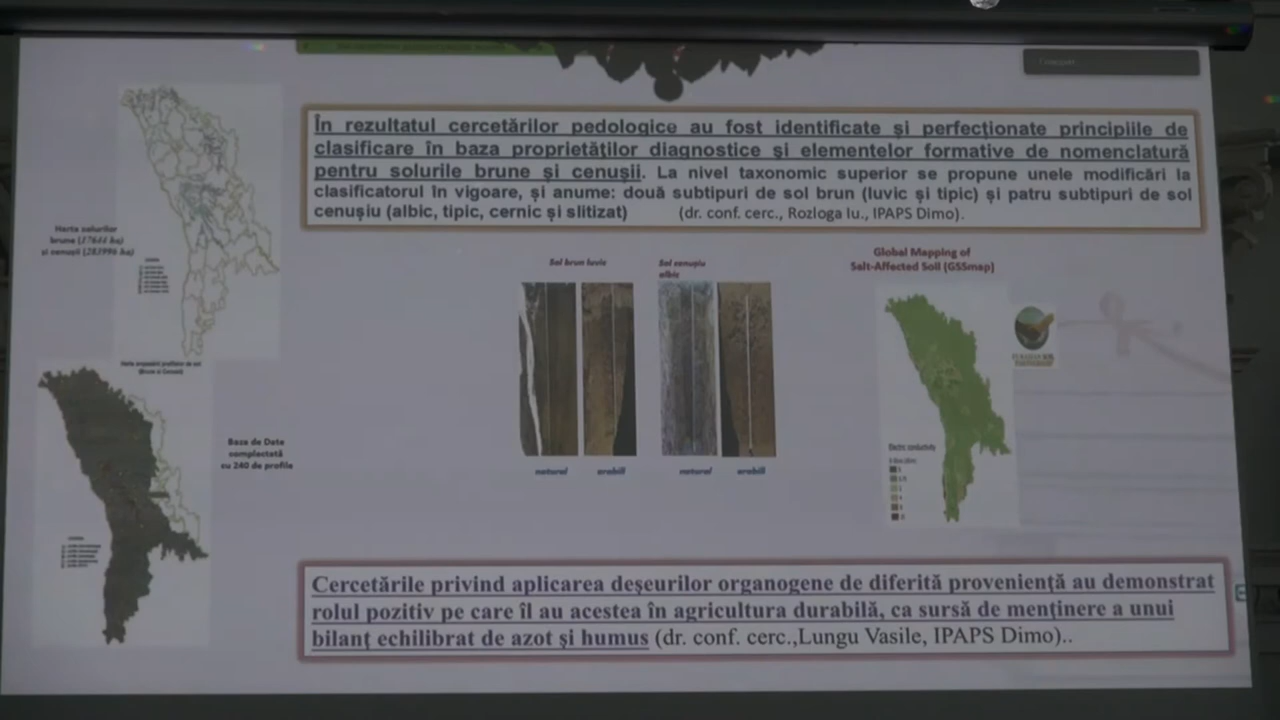 În rezultatul cercetărilor pedologice au fost identificate și perfecționate principiile de
clasificare în baza proprietăților diagnostice și elementelor formative de nomenclatură
pentru solurile brune și cenușii. La nivel taxonomic superior se propune unele modificări la
clasificatorul în vigoare, și anume: două subtipuri de sol brun (luvic și tipic) și patru subtipuri de sol
cenușiu (albic, tipic, cernic și slitizat) (dr. conf. cerc., Rozloga Iu., IPAPS Dimo).
Harta solurilor
brune (27644 ha)
și cenușii (283996 ha)
Sol brun luvic
Sol cenușiu
albic
Global Mapping of
Salt-Affected Soil (GSSmap)
Baza de Date
complectată
cu 240 de profile
natural
arabil
natural
arabil
Electric conductivity
Cercetările privind aplicarea deșeurilor organogene de diferită proveniență au demonstrat
rolul pozitiv pe care îl au acestea în agricultura durabilă, ca sursă de menținere a unui
bilanț echilibrat de azot și humus (dr. conf. cerc.,Lungu Vasile, IPAPS Dimo)..